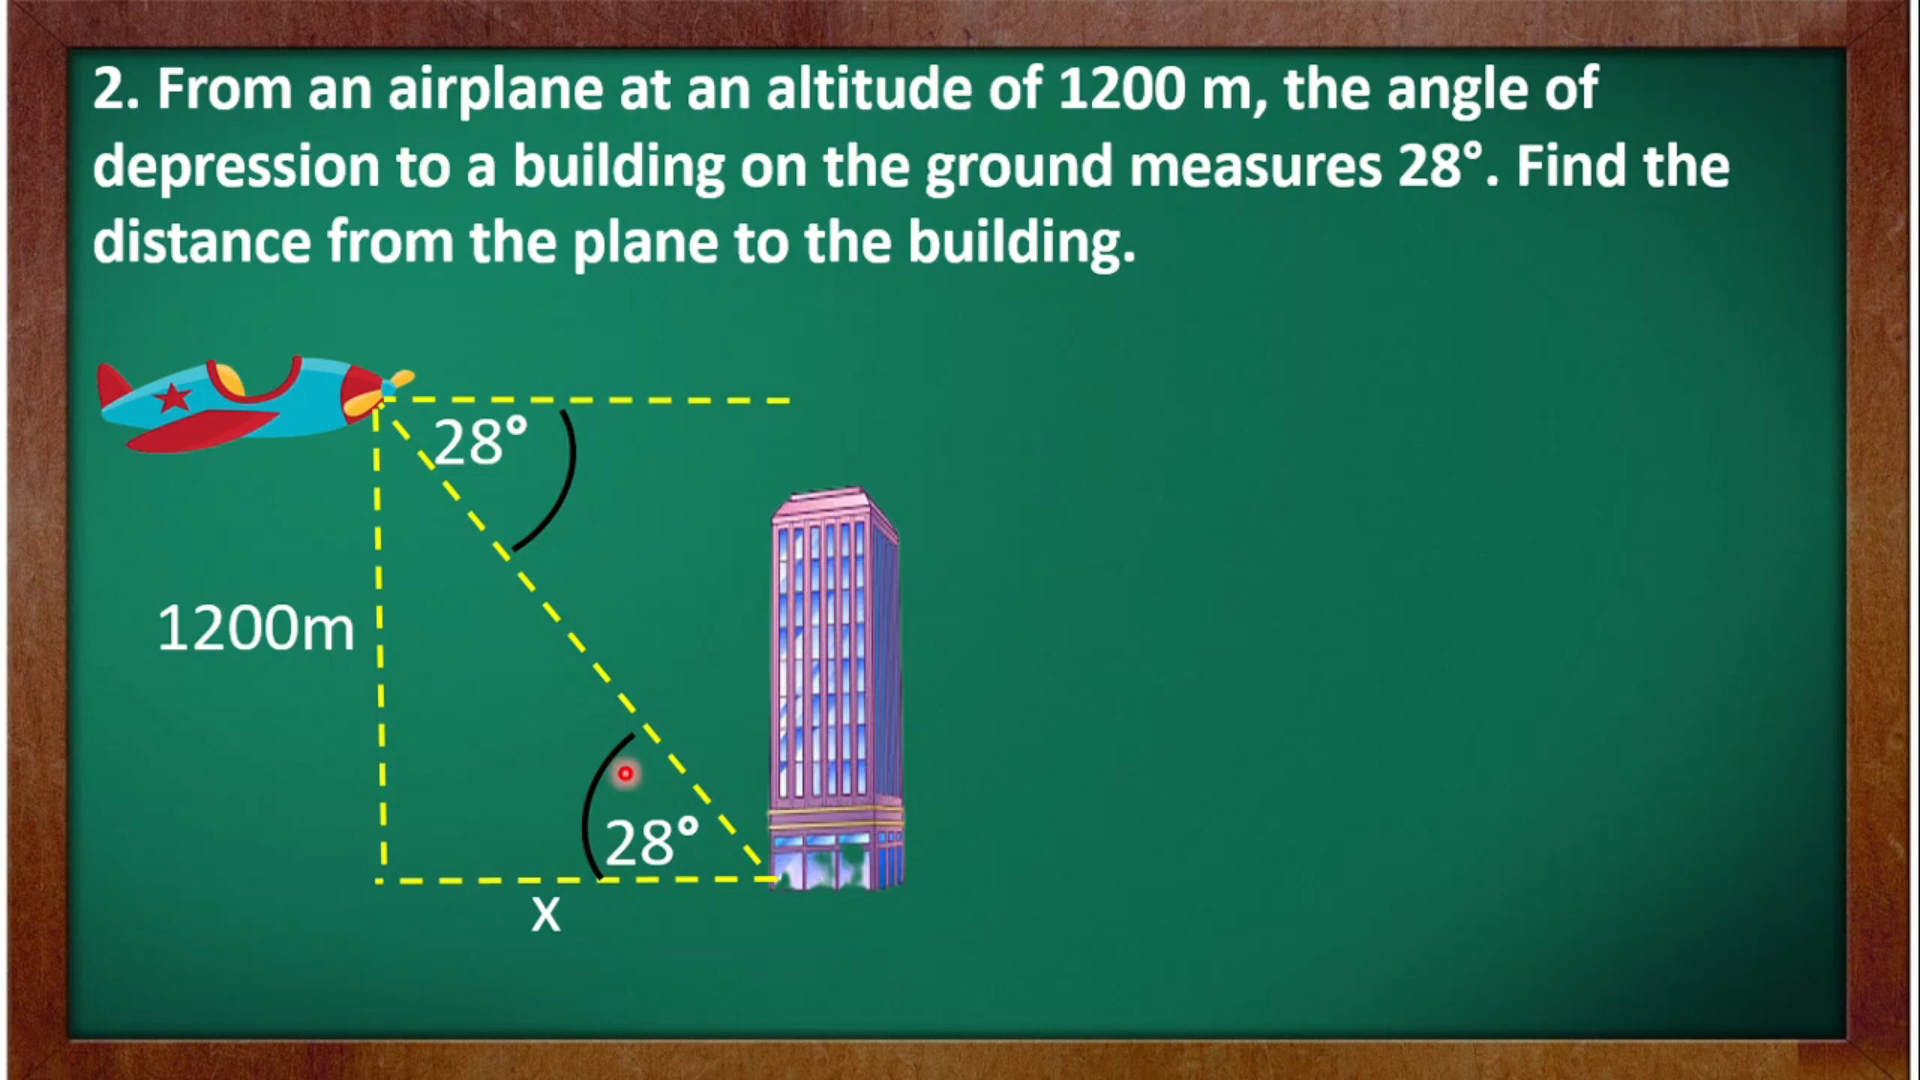 2. From an airplane at an altitude of 1200 m, the angle of
depression to a building on the ground measures 28°. Find the
distance from the plane to the building.
28°
1200m
28°
x